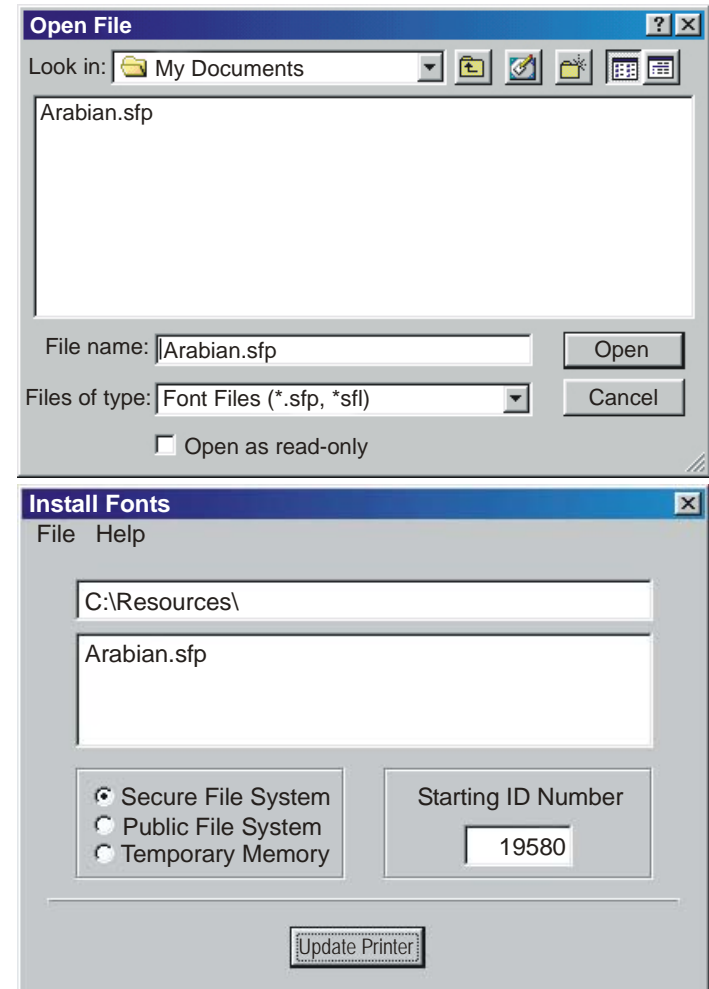 Open File
Look in: My Documents
Arabian.sfp
File name: Arabian.sfp
Open
Files of type: Font Files (*.sfp, *sfl)
Cancel
Open as read-only
Install Fonts
File Help
C:\Resources\
Arabian.sfp
Secure File System
Public File System
Temporary Memory
Starting ID Number
19580
Update Printer